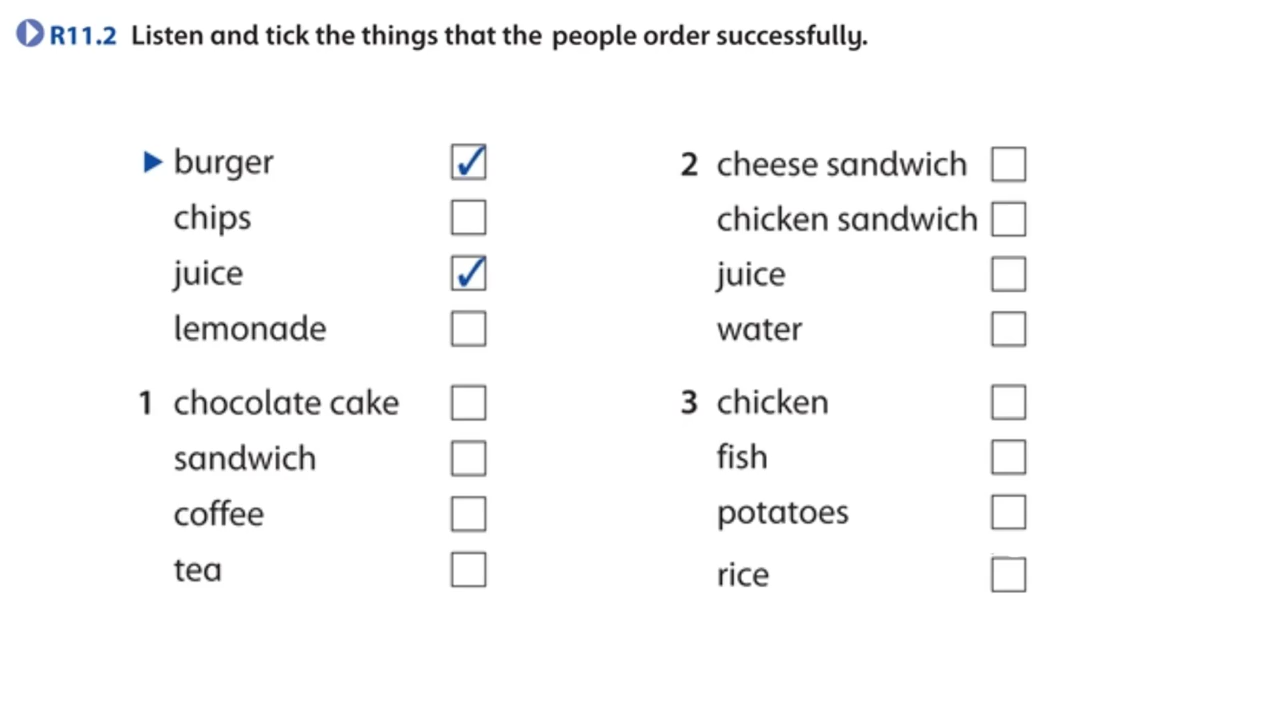 R11.2 Listen and tick the things that the people order successfully.
burger
chips
juice
lemonade
1 chocolate cake
sandwich
coffee
tea
2 cheese sandwich
chicken sandwich
juice
water
3 chicken
fish
potatoes
rice